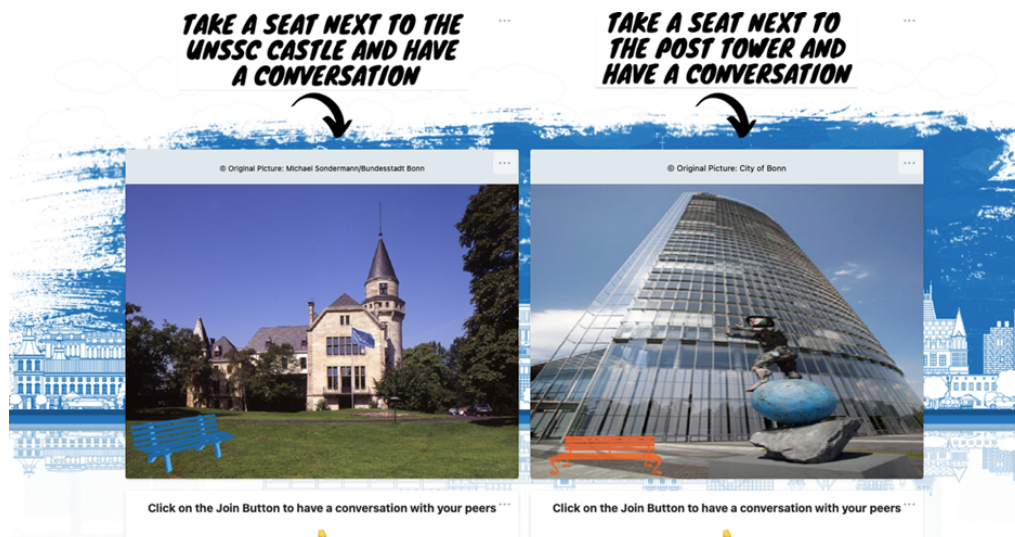 TAKE A SEAT NEXT TO THE
UNSSC CASTLE AND HAVE
A CONVERSATION
© Original Picture: Michael Sondermann/Bundesstadt Bonn
Click on the Join Button to have a conversation with your peers
TAKE A SEAT NEXT TO
THE POST TOWER AND
HAVE A CONVERSATION
© Original Picture: City of Bonn
Click on the Join Button to have a conversation with your peers